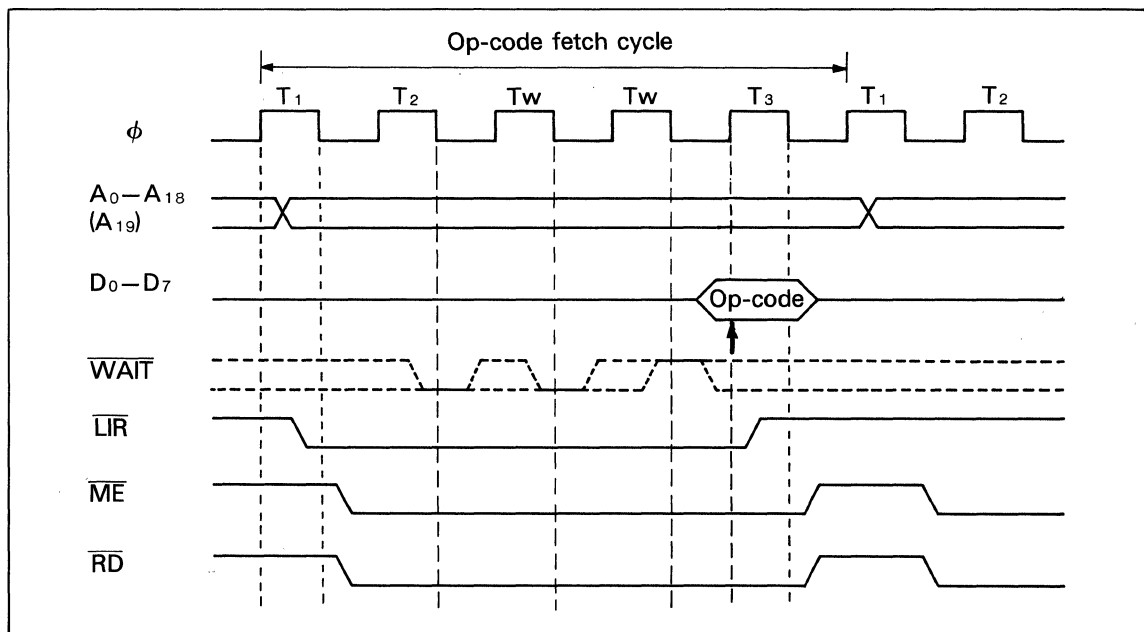 Op-code fetch cycle
T1 T2 Tw Tw T3 T1 T2
ϕ
A0—A18
(A19)
D0—D7
Op-code
WAIT
LIR
ME
RD